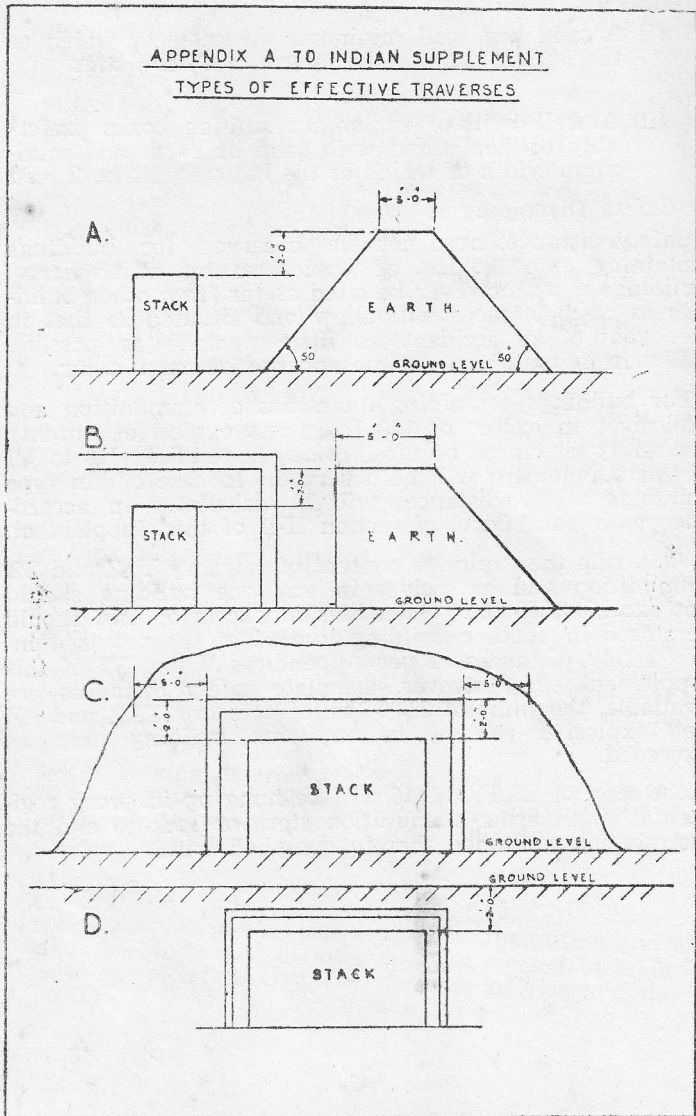 APPENDIX A TO INDIAN SUPPLEMENT
TYPES OF EFFECTIVE TRAVERSES
5'-0"
A.
2'-0"
STACK
EARTH.
50°
50°
GROUND LEVEL
B.
5'-0"
2'-0"
STACK
EARTH.
GROUND LEVEL
C.
5'-0"
5'-0"
2'-0"
2'-0"
STACK
GROUND LEVEL
GROUND LEVEL
D.
2'-0"
STACK